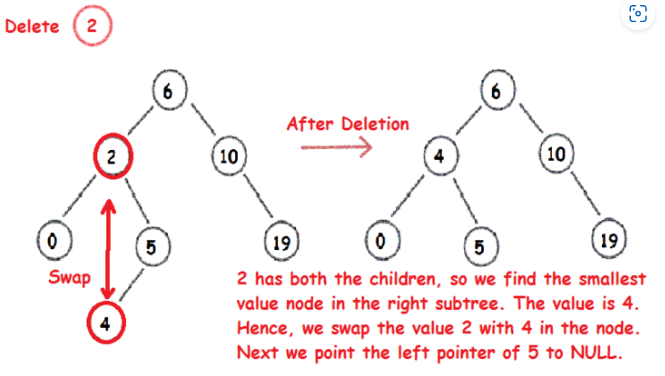 Delete 2
6
6
After Deletion
2
10
4
10
0
5
19
0
5
19
Swap
4
2 has both the children, so we find the smallest
value node in the right subtree. The value is 4.
Hence, we swap the value 2 with 4 in the node.
Next we point the left pointer of 5 to NULL.